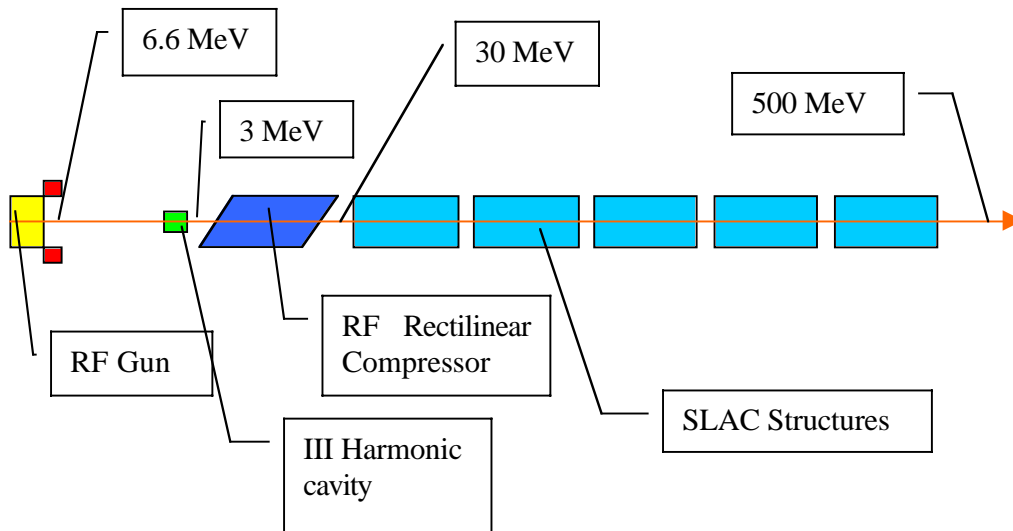 6.6 MeV
30 MeV
500 MeV
3 MeV
RF Gun
RF Rectilinear
Compressor
SLAC Structures
III Harmonic
cavity